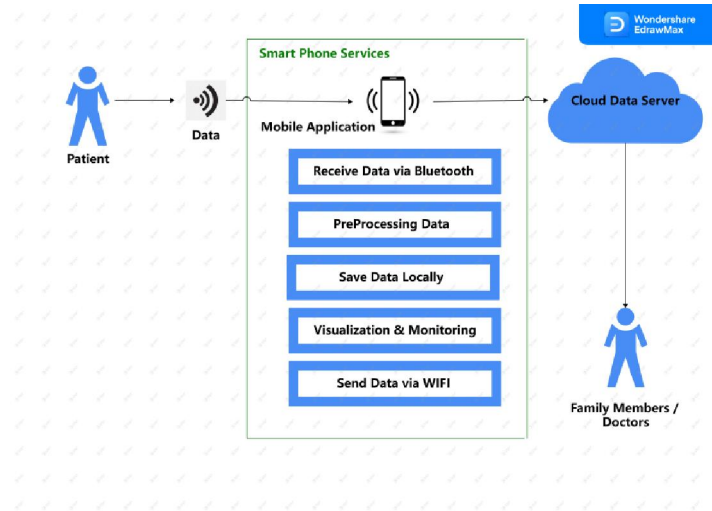 Wondershare
EdrawMax
Smart Phone Services
Patient
Data
Mobile Application
Cloud Data Server
Receive Data via Bluetooth
PreProcessing Data
Save Data Locally
Visualization & Monitoring
Send Data via WIFI
Family Members /
Doctors